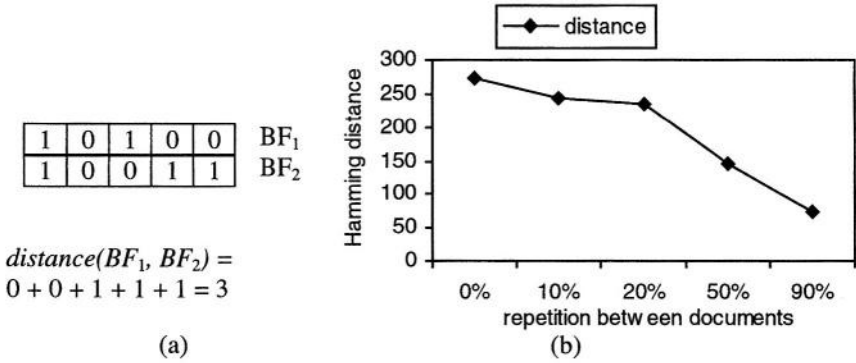 1 0 1 0 0 BF1
1 0 0 1 1 BF2
distance(BF1, BF2) =
0 + 0 + 1 + 1 + 1 = 3
(a)
distance
Hamming distance
300
250
200
150
100
50
0
0% 10% 20% 50% 90%
repetition between documents
(b)